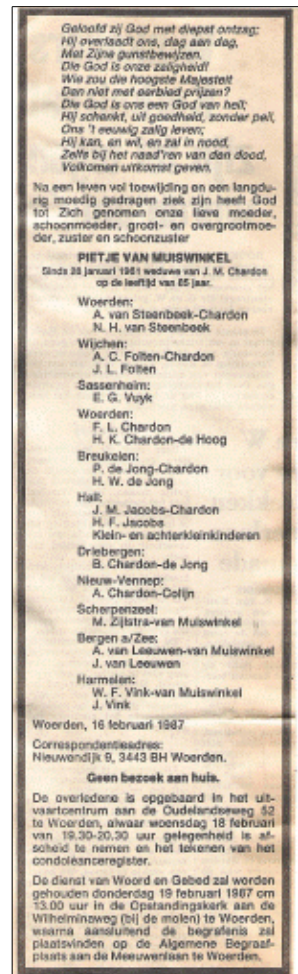 Geloofd zij God met diepst ontzag;
Hij overlaadt ons, dag aan dag,
Met Zijne gunstbewijzen.
Die God is onze zaligheid!
Wie zou die hoogste Majesteit
Dan niet met eerbied prijzen?
Die God is ons een God van heil;
Hij schenkt, uit goedheid, zonder peil,
Ons 't eeuwig zalig leven;
Hij kan, en wil, en zal in nood,
Zelfs bij het naad'ren van den dood,
Volkomen uitkomst geven.
Na een leven vol toewijding en een langdu-
rig moedig gedragen ziek zijn heeft God
tot Zich genomen onze lieve moeder,
schoonmoeder, groot- en overgrootmoe-
der, zuster en schoonzuster
PIETJE VAN MUISWINKEL
Sinds 28 januari 1981 weduwe van J. M. Chardon
op de leeftijd van 85 jaar.
Woerden:
A. van Steenbeek-Chardon
N. H. van Steenbeek
Wijchen:
A. C. Folten-Chardon
J. L. Folten
Sassenheim:
E. G. Vuyk
Woerden:
F. L. Chardon
H. K. Chardon-de Hoog
Breukelen:
P. de Jong-Chardon
H. W. de Jong
Hall:
J. M. Jacobs-Chardon
H. F. Jacobs
Klein- en achterkleinkinderen
Driebergen:
B. Chardon-de Jong
Nieuw-Vennep:
A. Chardon-Colijn
Scherpenzeel:
M. Zijlstra-van Muiswinkel
Bergen a/Zee:
A. van Leeuwen-van Muiswinkel
J. van Leeuwen
Harmelen:
W. F. Vink-van Muiswinkel
J. Vink
Woerden, 16 februari 1987
Correspondentieadres:
Nieuwendijk 9, 3443 BH Woerden.
Geen bezoek aan huis.
De overledene is opgebaard in het uit-
vaartcentrum aan de Oudelandseweg 52
te Woerden, alwaar woensdag 18 februari
van 19.30-20.30 uur gelegenheid is af-
scheid te nemen en het tekenen van het
condoléanceregister.
De dienst van Woord en Gebed zal worden
gehouden donderdag 19 februari 1987 om
13.00 uur in de Opstandingskerk aan de
Wilhelminaweg (bij de molen) te Woerden,
waarna aansluitend de begrafenis zal
plaatsvinden op de Algemene Begraaf-
plaats aan de Meeuwenlaan te Woerden.